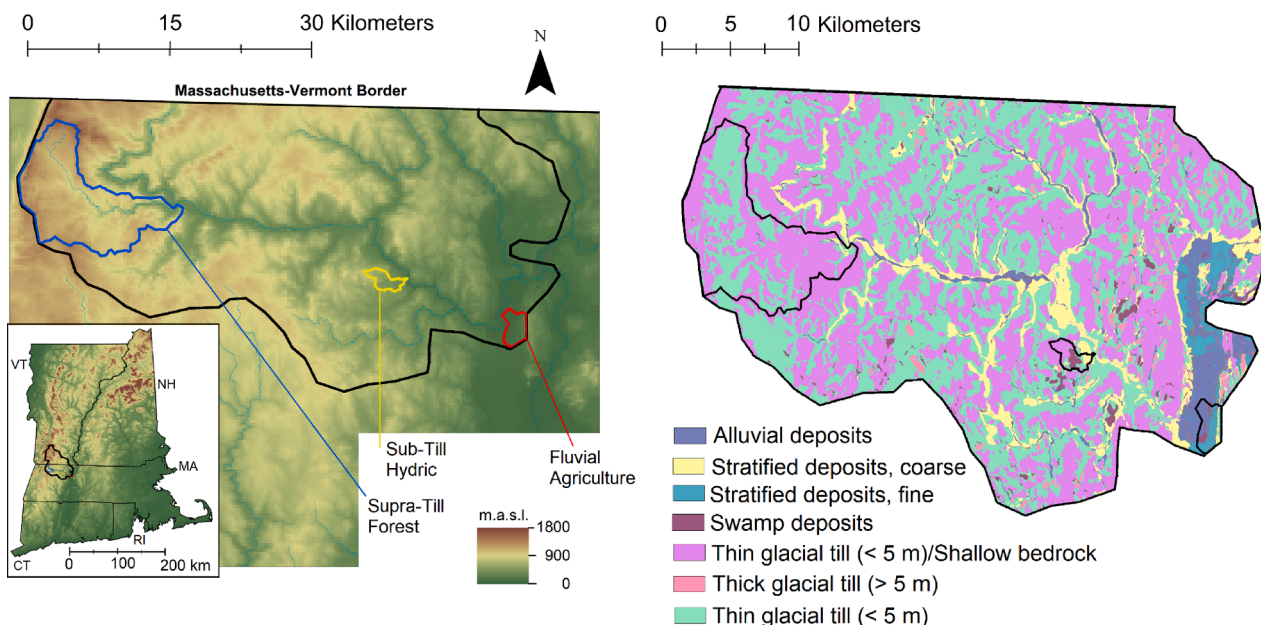 0 15 30 Kilometers
N
Massachusetts-Vermont Border
Sub-Till
Hydric
Fluvial
Agriculture
Supra-Till
Forest
m.a.s.l.
1800
900
0
VT
NH
MA
RI
CT
0 100 200 km
0 5 10 Kilometers
Alluvial deposits
Stratified deposits, coarse
Stratified deposits, fine
Swamp deposits
Thin glacial till (< 5 m)/Shallow bedrock
Thick glacial till (> 5 m)
Thin glacial till (< 5 m)